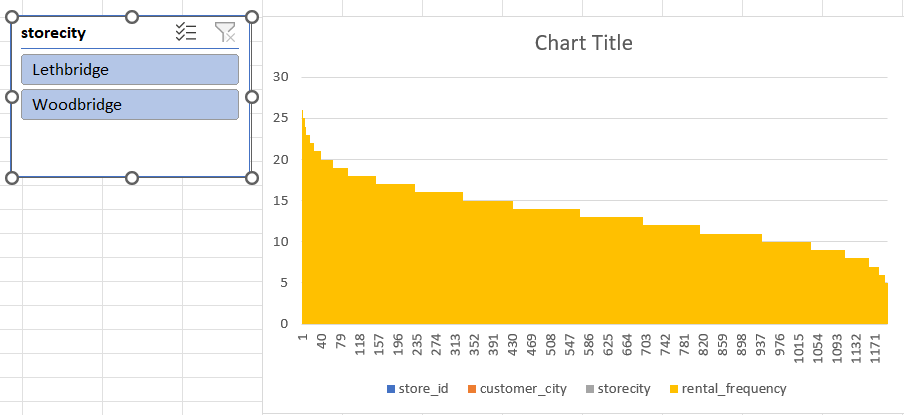 storecity
Lethbridge
Woodbridge
Chart Title
30
25
20
15
10
5
0
1 40 79 118 157 196 235 274 313 352 391 430 469 508 547 586 625 664 703 742 781 820 859 898 937 976 1015 1054 1093 1132 1171
store_id customer_city storecity rental_frequency